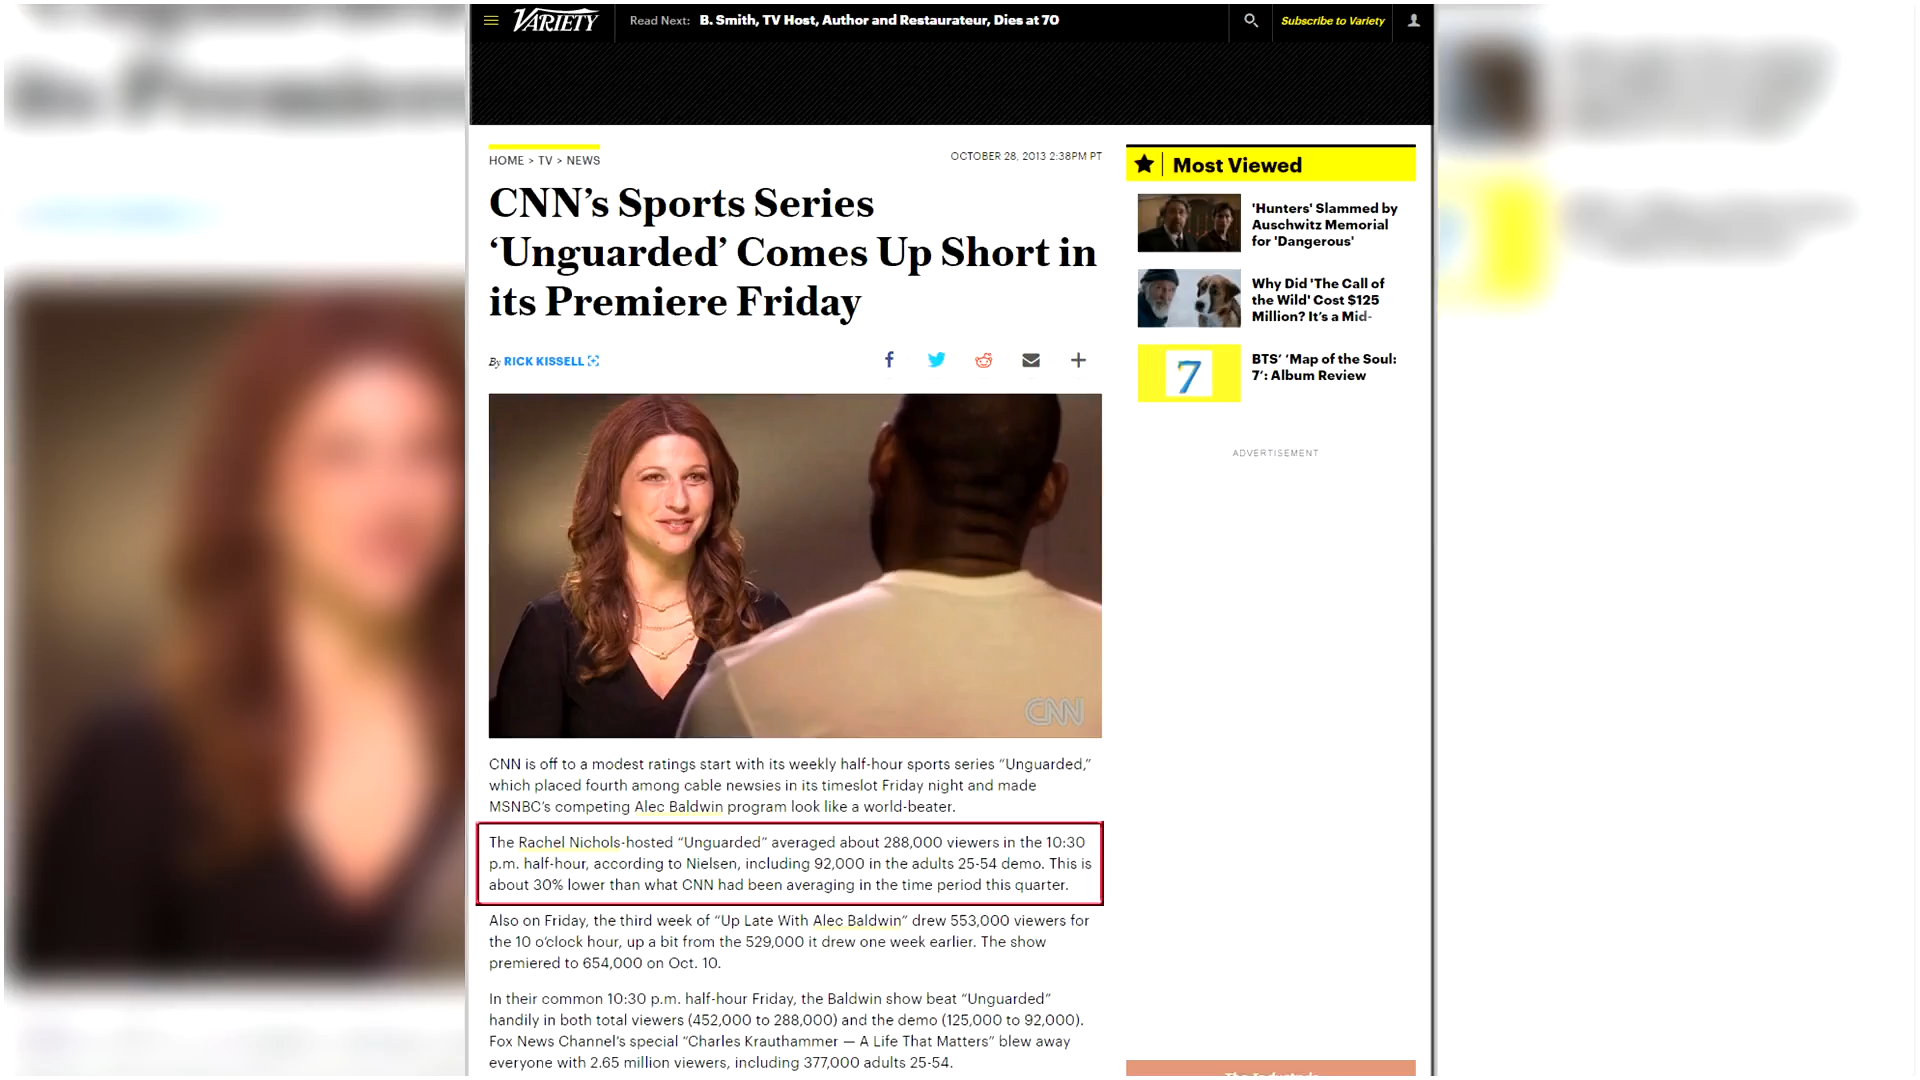 VARIETY
Read Next: B. Smith, TV Host, Author and Restaurateur, Dies at 70
Subscribe to Variety
HOME > TV > NEWS
OCTOBER 28, 2013 2:38PM PT
CNN’s Sports Series
‘Unguarded’ Comes Up Short in
its Premiere Friday
By RICK KISSELL
CNN
CNN is off to a modest ratings start with its weekly half-hour sports series “Unguarded,”
which placed fourth among cable newsies in its timeslot Friday night and made
MSNBC’s competing Alec Baldwin program look like a world-beater.
The Rachel Nichols-hosted “Unguarded” averaged about 288,000 viewers in the 10:30
p.m. half-hour, according to Nielsen, including 92,000 in the adults 25-54 demo. This is
about 30% lower than what CNN had been averaging in the time period this quarter.
Also on Friday, the third week of “Up Late With Alec Baldwin” drew 553,000 viewers for
the 10 o’clock hour, up a bit from the 529,000 it drew one week earlier. The show
premiered to 654,000 on Oct. 10.
In their common 10:30 p.m. half-hour Friday, the Baldwin show beat “Unguarded”
handily in both total viewers (452,000 to 288,000) and the demo (125,000 to 92,000).
Fox News Channel’s special “Charles Krauthammer — A Life That Matters” blew away
everyone with 2.65 million viewers, including 377,000 adults 25-54.
Most Viewed
'Hunters' Slammed by
Auschwitz Memorial
for 'Dangerous'
Why Did 'The Call of
the Wild' Cost $125
Million? It’s a Mid-
7
BTS’ ‘Map of the Soul:
7’: Album Review
ADVERTISEMENT